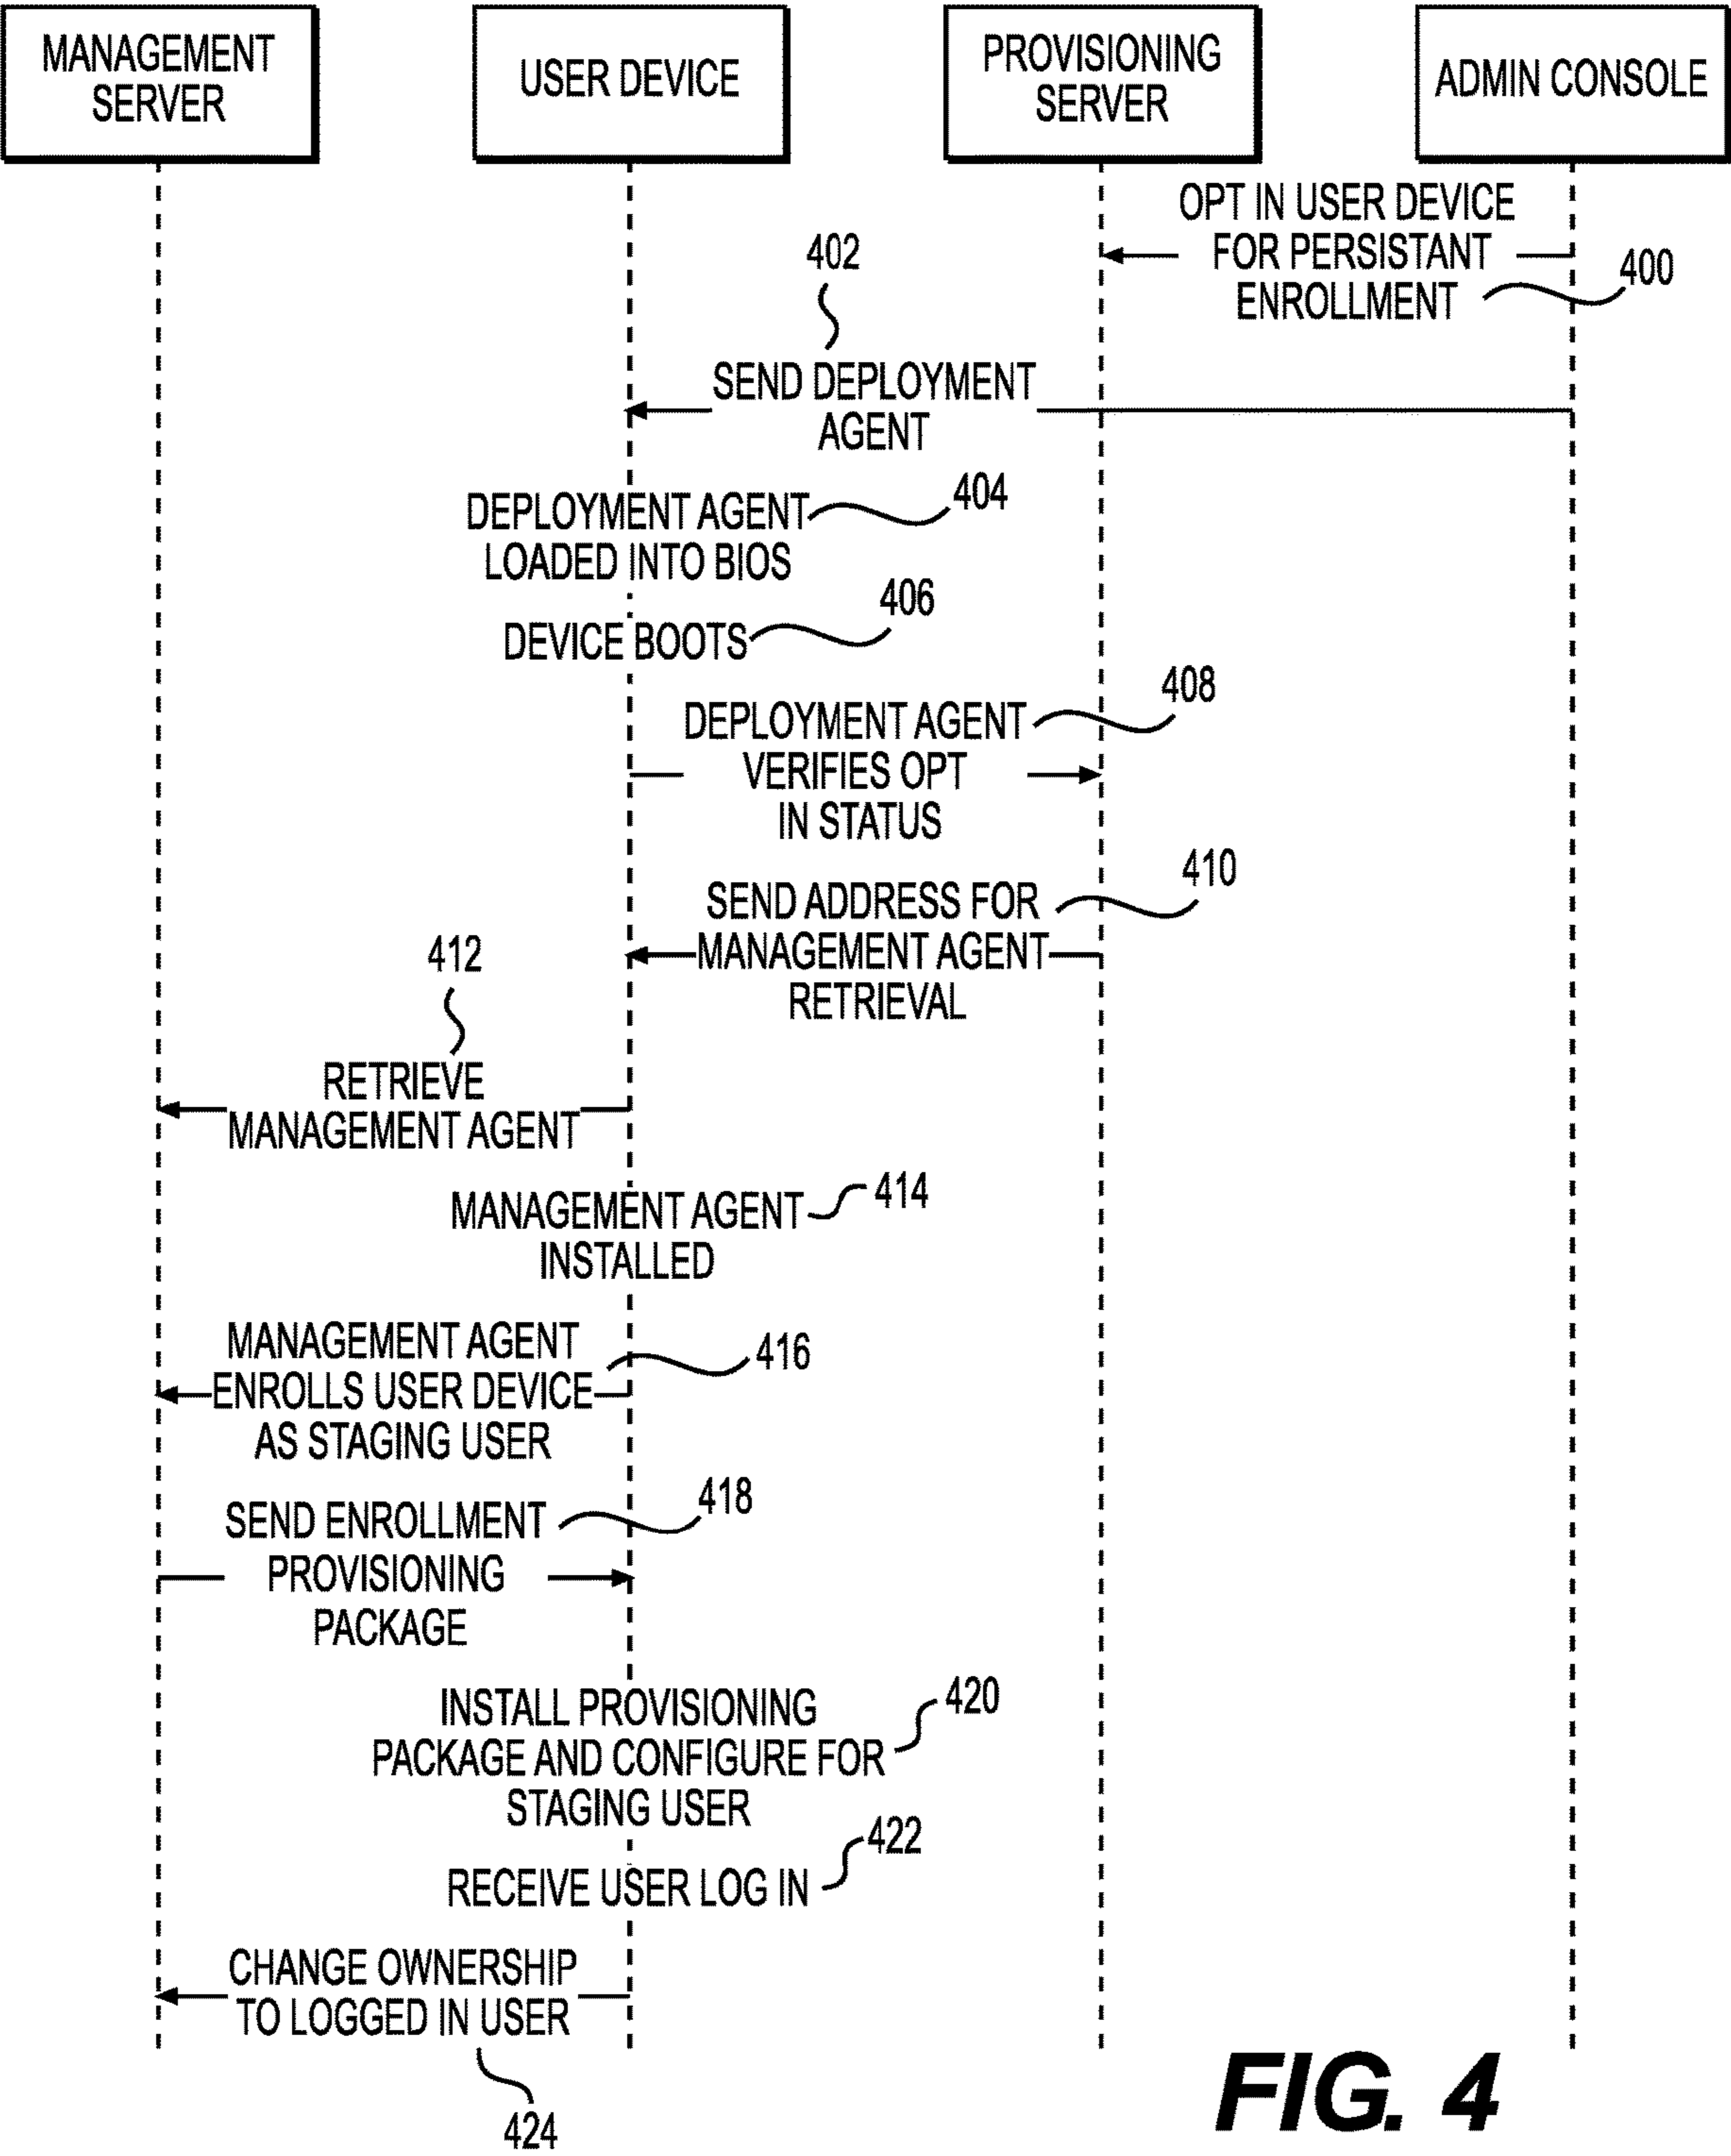 MANAGEMENT
SERVER
USER DEVICE
PROVISIONING
SERVER
ADMIN CONSOLE
OPT IN USER DEVICE
FOR PERSISTANT
ENROLLMENT
400
402
SEND DEPLOYMENT
AGENT
DEPLOYMENT AGENT
LOADED INTO BIOS
404
DEVICE BOOTS
406
DEPLOYMENT AGENT
VERIFIES OPT
IN STATUS
408
SEND ADDRESS FOR
MANAGEMENT AGENT
RETRIEVAL
410
412
RETRIEVE
MANAGEMENT AGENT
MANAGEMENT AGENT
INSTALLED
414
MANAGEMENT AGENT
ENROLLS USER DEVICE
AS STAGING USER
416
SEND ENROLLMENT
PROVISIONING
PACKAGE
418
INSTALL PROVISIONING
PACKAGE AND CONFIGURE FOR
STAGING USER
420
RECEIVE USER LOG IN
422
CHANGE OWNERSHIP
TO LOGGED IN USER
424
FIG. 4